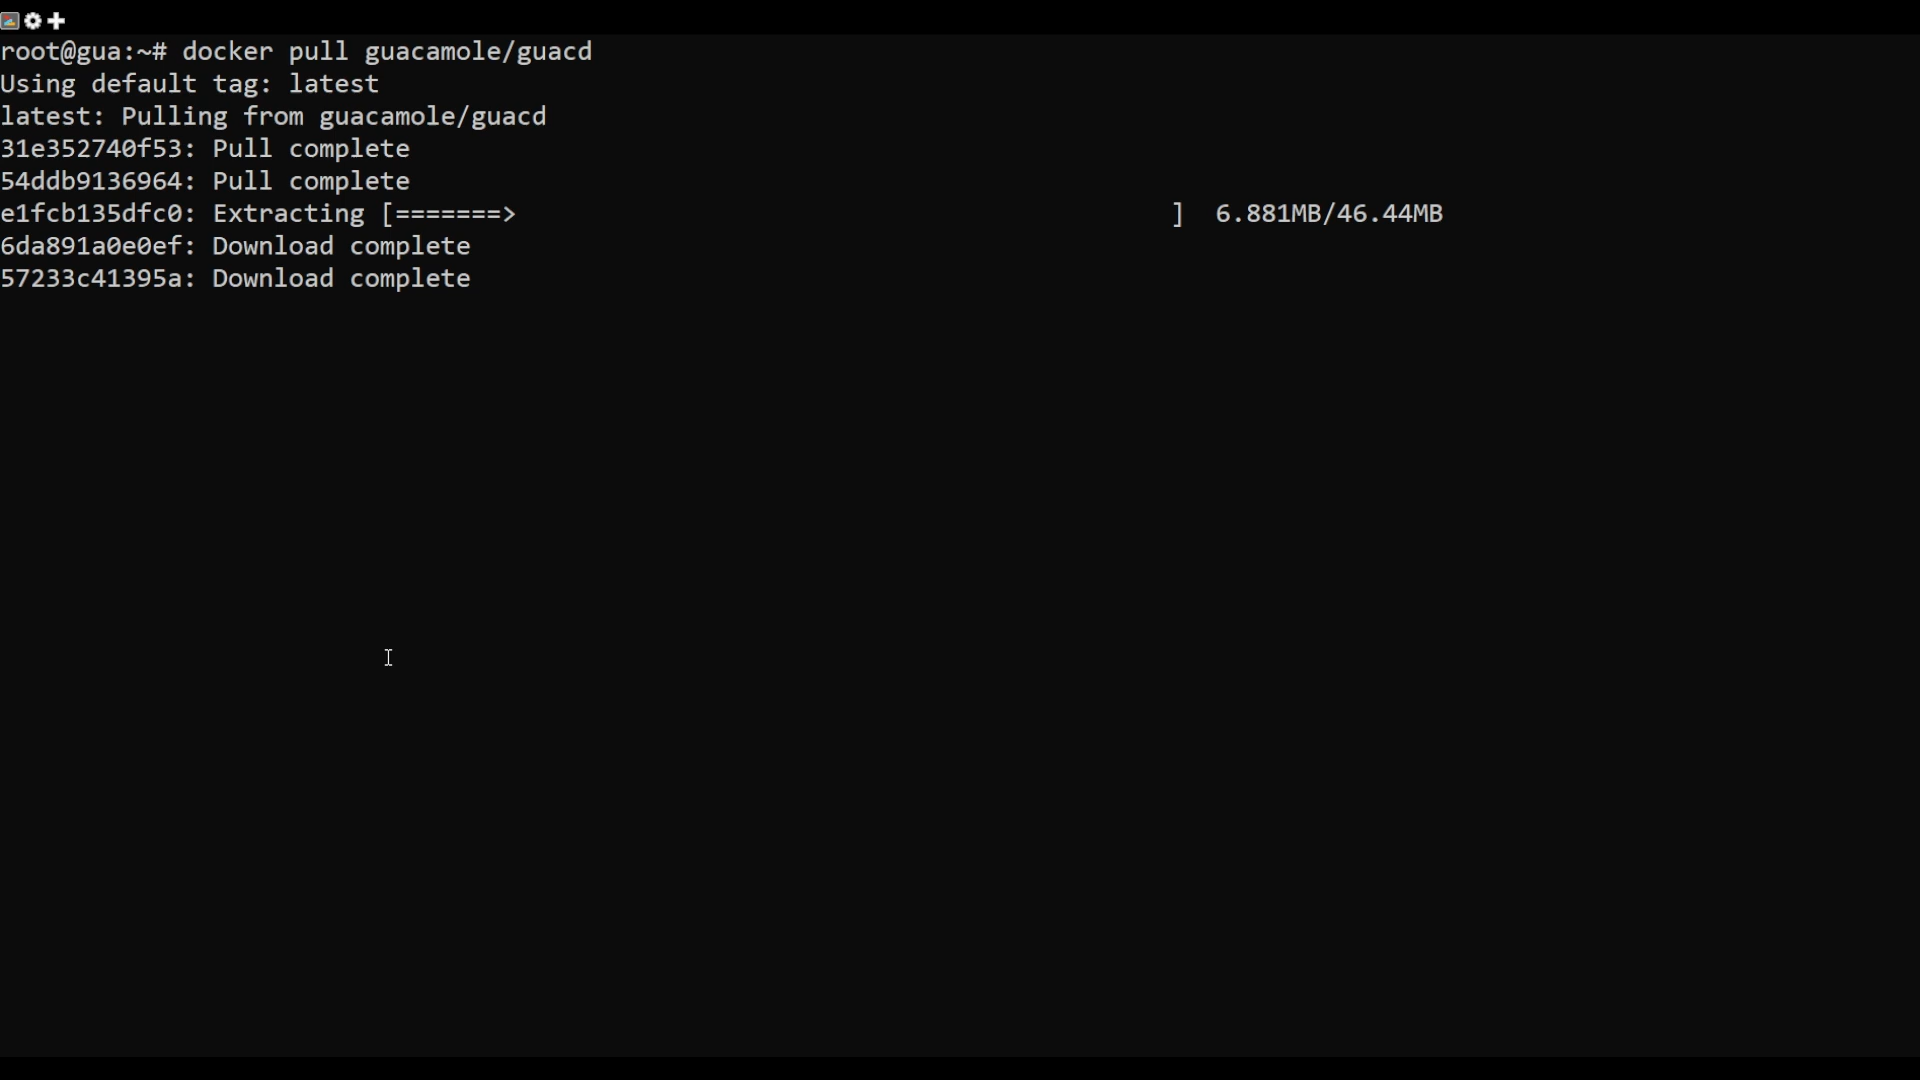 root@gua:~# docker pull guacamole/guacd
Using default tag: latest
latest: Pulling from guacamole/guacd
31e352740f53: Pull complete
54ddb9136964: Pull complete
e1fcb135dfc0: Extracting [=======>                                           ]  6.881MB/46.44MB
6da891a0e0ef: Download complete
57233c41395a: Download complete